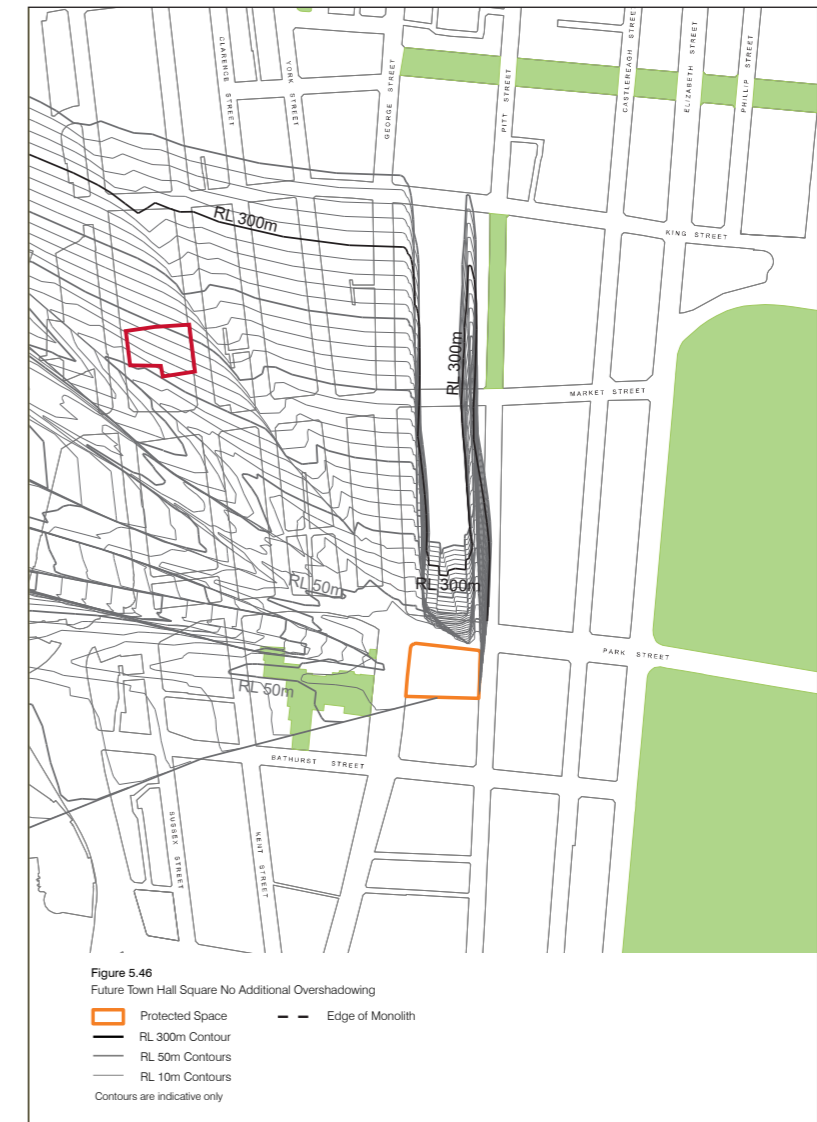 CLARENCE STREET
YORK STREET
GEORGE STREET
PITT STREET
CASTLEREAGH STREET
ELIZABETH STREET
PHILLIP STREET
RL 300m
KING STREET
RL 300m
MARKET STREET
RL 50m
RL 300m
PARK STREET
RL 50m
BATHURST STREET
SUSSEX STREET
KENT STREET
Figure 5.46
Future Town Hall Square No Additional Overshadowing
Protected Space
Edge of Monolith
RL 300m Contour
RL 50m Contours
RL 10m Contours
Contours are indicative only